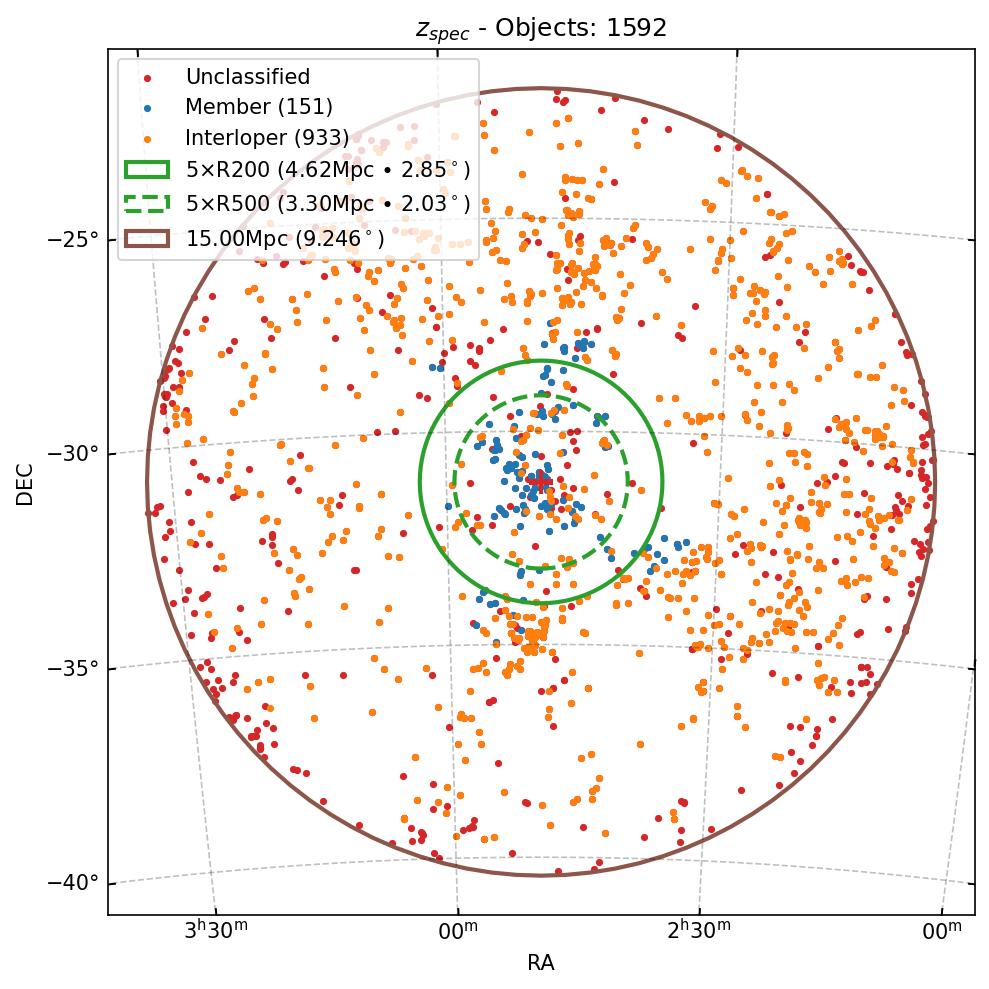 z_spec - Objects: 1592
Unclassified
Member (151)
Interloper (933)
5×R200 (4.62Mpc • 2.85°)
5×R500 (3.30Mpc • 2.03°)
15.00Mpc (9.246°)
−25°
−30°
−35°
−40°
DEC
3ʰ30ᵐ 00ᵐ 2ʰ30ᵐ 00ᵐ
RA